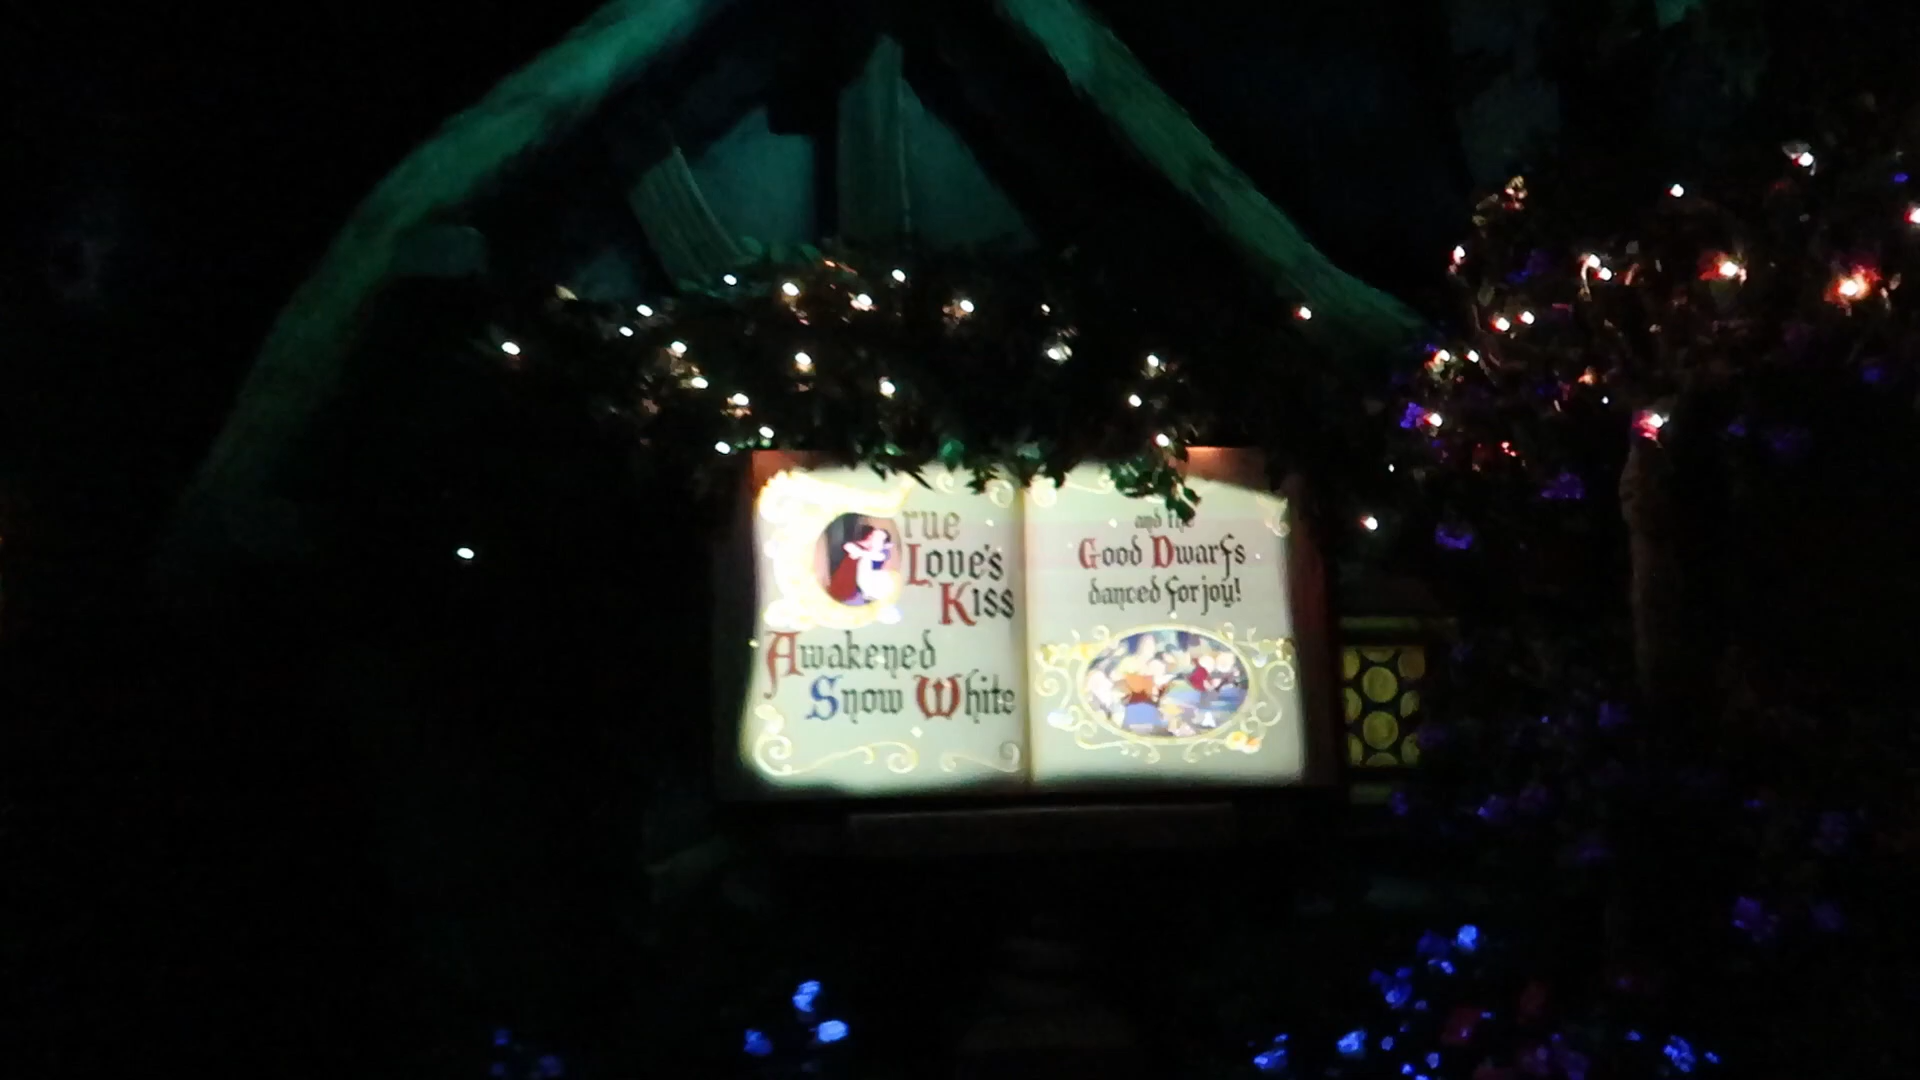 True
Love's
Kiss
Awakened
Snow White
and the
Good Dwarfs
danced for joy!